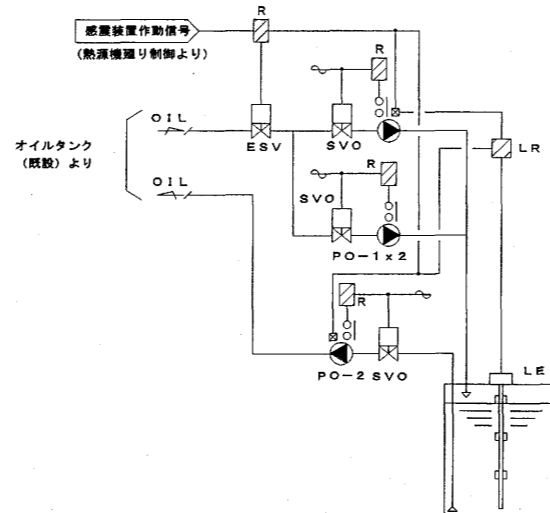 R
感震装置作動信号
(熱源機廻り制御より)
R
OIL
ESV
SVO
オイルタンク
(既設)より
LR
R
OIL
SVO
PO-1x2
R
PO-2 SVO
LE